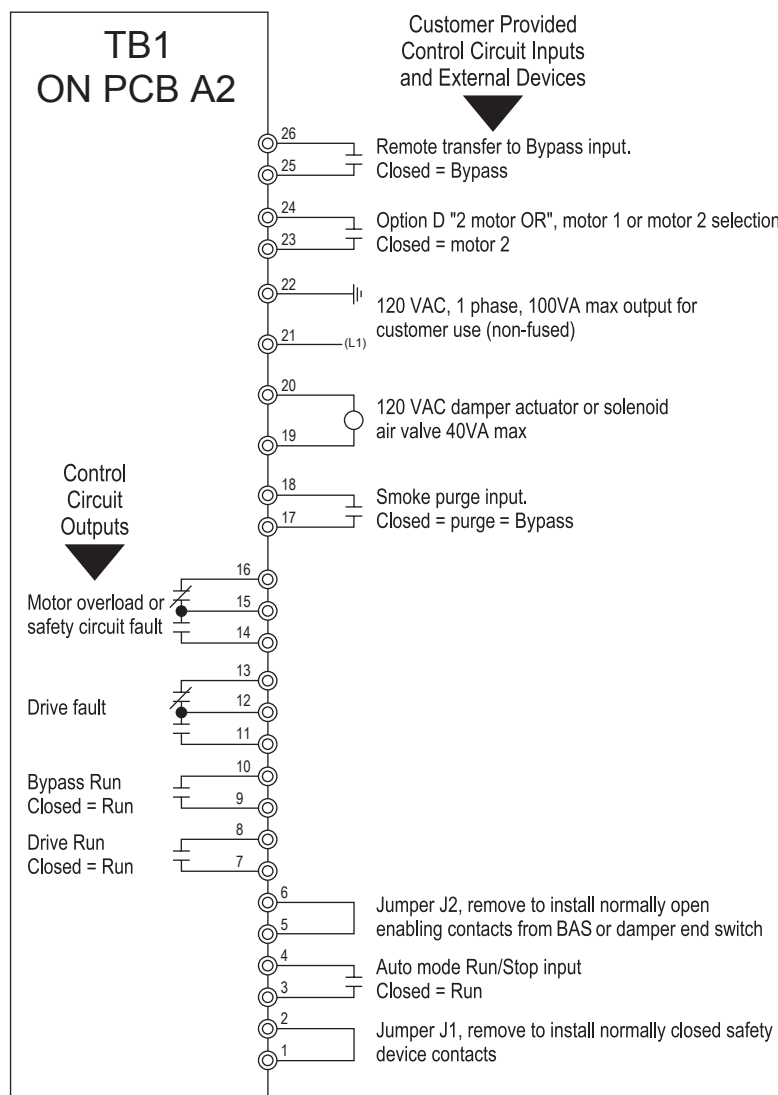 TB1
ON PCB A2
Customer Provided
Control Circuit Inputs
and External Devices
26
25
Remote transfer to Bypass input.
Closed = Bypass
24
23
Option D "2 motor OR", motor 1 or motor 2 selection
Closed = motor 2
22
21
(L1)
120 VAC, 1 phase, 100VA max output for
customer use (non-fused)
20
19
120 VAC damper actuator or solenoid
air valve 40VA max
18
17
Smoke purge input.
Closed = purge = Bypass
Control
Circuit
Outputs
Motor overload or
safety circuit fault
16
15
14
Drive fault
13
12
11
Bypass Run
Closed = Run
10
9
Drive Run
Closed = Run
8
7
6
5
Jumper J2, remove to install normally open
enabling contacts from BAS or damper end switch
4
3
Auto mode Run/Stop input
Closed = Run
2
1
Jumper J1, remove to install normally closed safety
device contacts